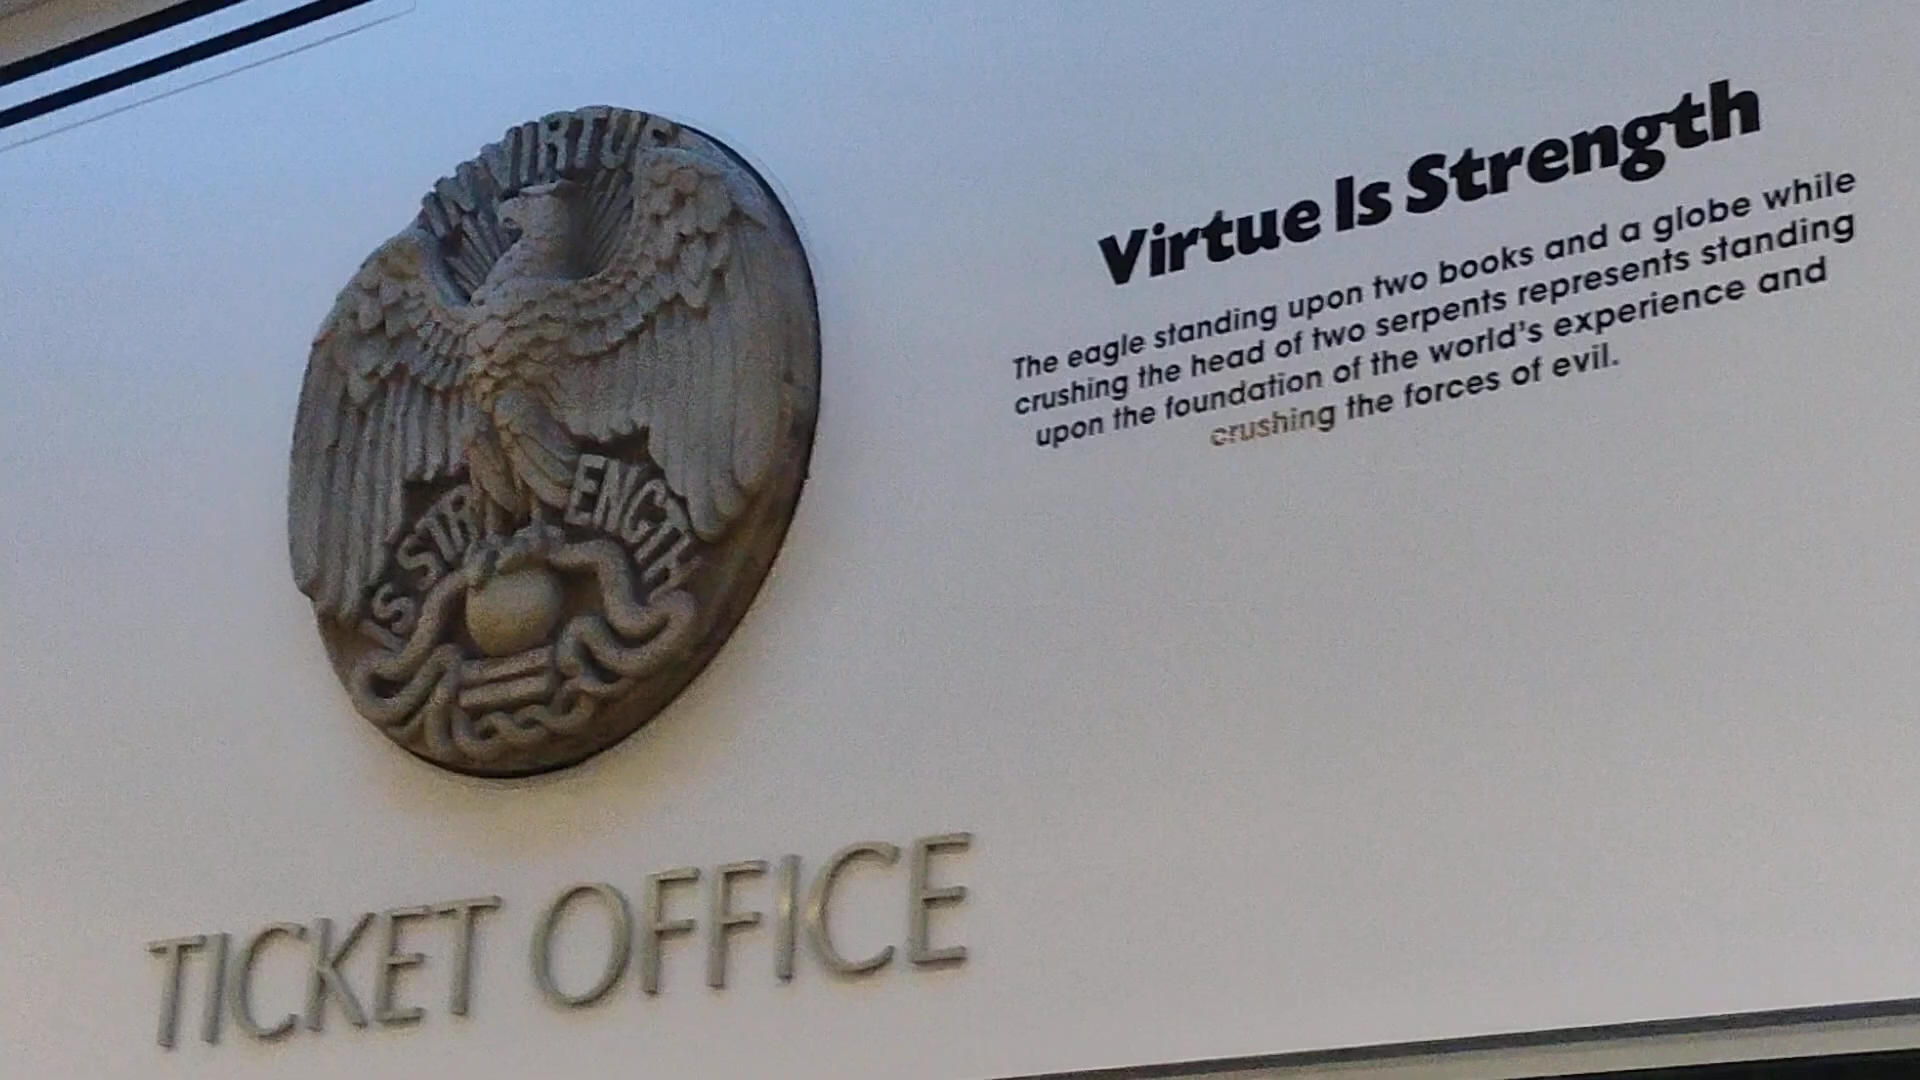 VIRTUE
IS STRENGTH
Virtue Is Strength
The eagle standing upon two books and a globe while
crushing the head of two serpents represents standing
upon the foundation of the world's experience and
crushing the forces of evil.
TICKET OFFICE